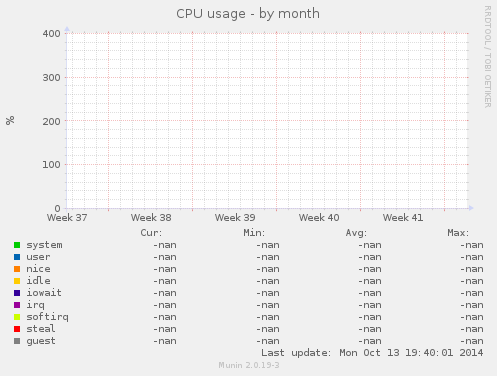 CPU usage - by month
RRDTOOL / TOBI OETIKER
%
400
300
200
100
0
Week 37 Week 38 Week 39 Week 40 Week 41
Cur: Min: Avg: Max:
system -nan -nan -nan -nan
user -nan -nan -nan -nan
nice -nan -nan -nan -nan
idle -nan -nan -nan -nan
iowait -nan -nan -nan -nan
irq -nan -nan -nan -nan
softirq -nan -nan -nan -nan
steal -nan -nan -nan -nan
guest -nan -nan -nan -nan
Last update: Mon Oct 13 19:40:01 2014
Munin 2.0.19-3